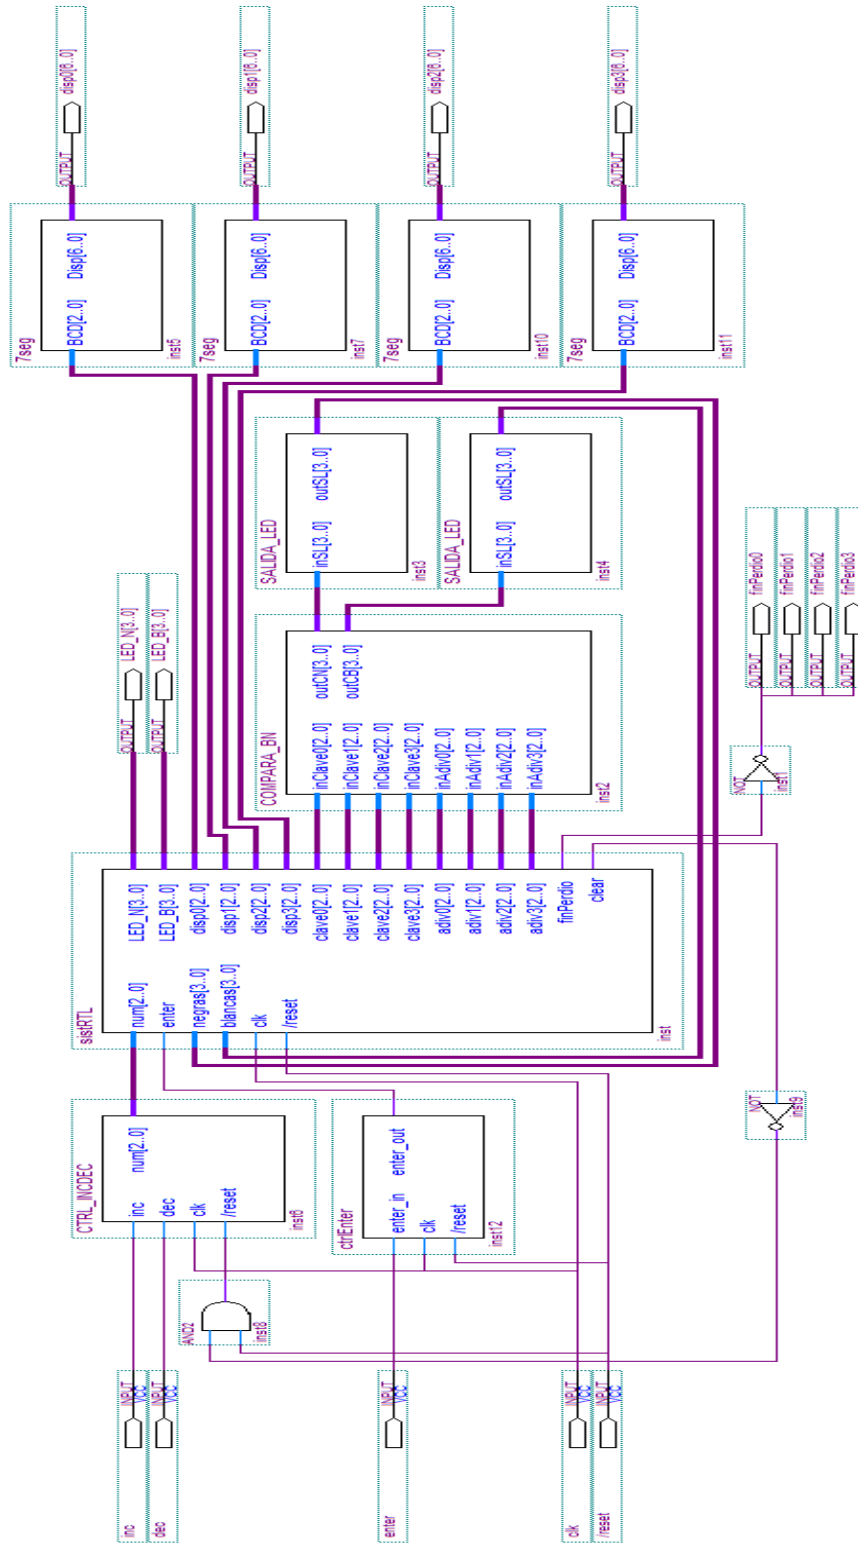 inc
INPUT
VCC
dec
INPUT
VCC
enter
INPUT
VCC
clk
INPUT
VCC
/reset
INPUT
VCC
AND2
inst8
CTRL_INCDEC
inc
num[2..0]
dec
clk
/reset
inst6
ctrlEnter
enter_in
enter_out
clk
/reset
inst12
NOT
inst9
sistRTL
num[2..0]
LED_N[3..0]
enter
LED_B[3..0]
negras[3..0]
disp0[2..0]
blancas[3..0]
disp1[2..0]
clk
disp2[2..0]
/reset
disp3[2..0]
clave0[2..0]
clave1[2..0]
clave2[2..0]
clave3[2..0]
adiv0[2..0]
adiv1[2..0]
adiv2[2..0]
adiv3[2..0]
finPerdio
clear
inst
OUTPUT
LED_N[3..0]
OUTPUT
LED_B[3..0]
COMPARA_BN
inClave0[2..0]
outCN[3..0]
inClave1[2..0]
outCB[3..0]
inClave2[2..0]
inClave3[2..0]
inAdiv0[2..0]
inAdiv1[2..0]
inAdiv2[2..0]
inAdiv3[2..0]
inst2
SALIDA_LED
inSL[3..0]
outSL[3..0]
inst3
SALIDA_LED
inSL[3..0]
outSL[3..0]
inst4
NOT
inst1
OUTPUT
finPerdio0
OUTPUT
finPerdio1
OUTPUT
finPerdio2
OUTPUT
finPerdio3
7seg
BCD[2..0]
Disp[6..0]
inst5
OUTPUT
disp0[6..0]
7seg
BCD[2..0]
Disp[6..0]
inst7
OUTPUT
disp1[6..0]
7seg
BCD[2..0]
Disp[6..0]
inst10
OUTPUT
disp2[6..0]
7seg
BCD[2..0]
Disp[6..0]
inst11
OUTPUT
disp3[6..0]